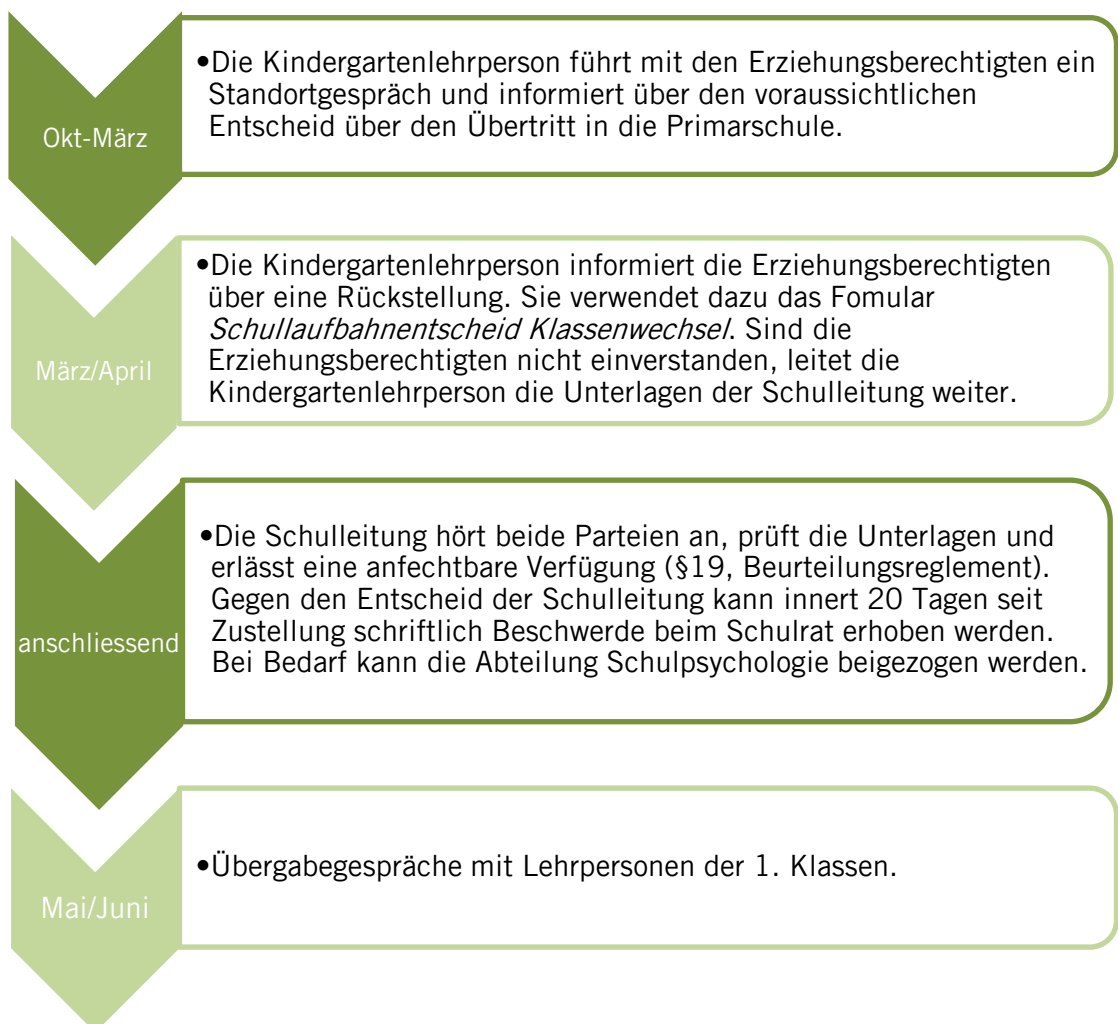 Okt-März
•Die Kindergartenlehrperson führt mit den Erziehungsberechtigten ein
Standortgespräch und informiert über den voraussichtlichen
Entscheid über den Übertritt in die Primarschule.
März/April
•Die Kindergartenlehrperson informiert die Erziehungsberechtigten
über eine Rückstellung. Sie verwendet dazu das Fomular
Schullaufbahnentscheid Klassenwechsel. Sind die
Erziehungsberechtigten nicht einverstanden, leitet die
Kindergartenlehrperson die Unterlagen der Schulleitung weiter.
anschliessend
•Die Schulleitung hört beide Parteien an, prüft die Unterlagen und
erlässt eine anfechtbare Verfügung (§19, Beurteilungsreglement).
Gegen den Entscheid der Schulleitung kann innert 20 Tagen seit
Zustellung schriftlich Beschwerde beim Schulrat erhoben werden.
Bei Bedarf kann die Abteilung Schulpsychologie beigezogen werden.
Mai/Juni
•Übergabegespräche mit Lehrpersonen der 1. Klassen.